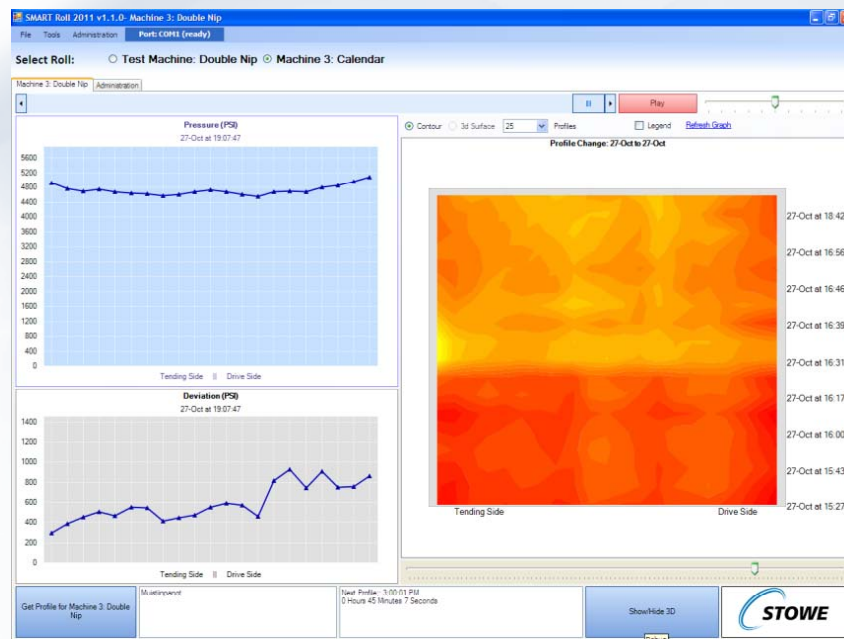 SMART Roll 2011 v1.1.0- Machine 3: Double Nip
File Tools Administration Port: COM1 (ready)
Select Roll: Test Machine: Double Nip Machine 3: Calendar
Machine 3: Double Nip Administration
Play
Pressure (PSI)
27-Oct at 19:07:47
5600
5200
4800
4400
4000
3600
3200
2800
2400
2000
1600
1200
800
400
0
Tending Side || Drive Side
Deviation (PSI)
27-Oct at 19:07:47
1400
1200
1000
800
600
400
200
0
Tending Side || Drive Side
Contour 3d Surface 25 Profiles Legend Refresh Graph
Profile Change: 27-Oct to 27-Oct
27-Oct at 18:42
27-Oct at 16:56
27-Oct at 16:46
27-Oct at 16:39
27-Oct at 16:31
27-Oct at 16:17
27-Oct at 16:00
27-Oct at 15:43
27-Oct at 15:27
Tending Side Drive Side
Get Profile for Machine 3: Double
Nip
Next Profile: 3:00:01 PM
0 Hours 45 Minutes 7 Seconds
Show/Hide 3D
STOWE